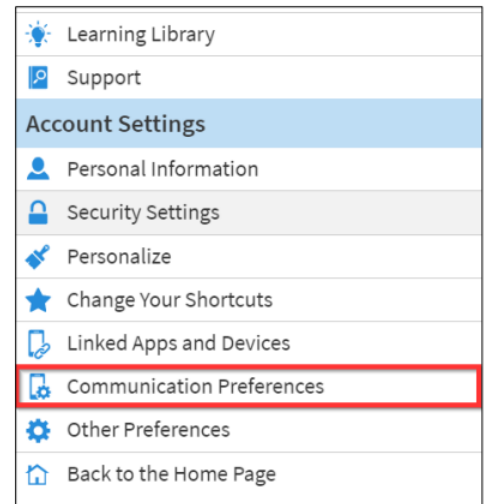 Learning Library
Support
Account Settings
Personal Information
Security Settings
Personalize
Change Your Shortcuts
Linked Apps and Devices
Communication Preferences
Other Preferences
Back to the Home Page